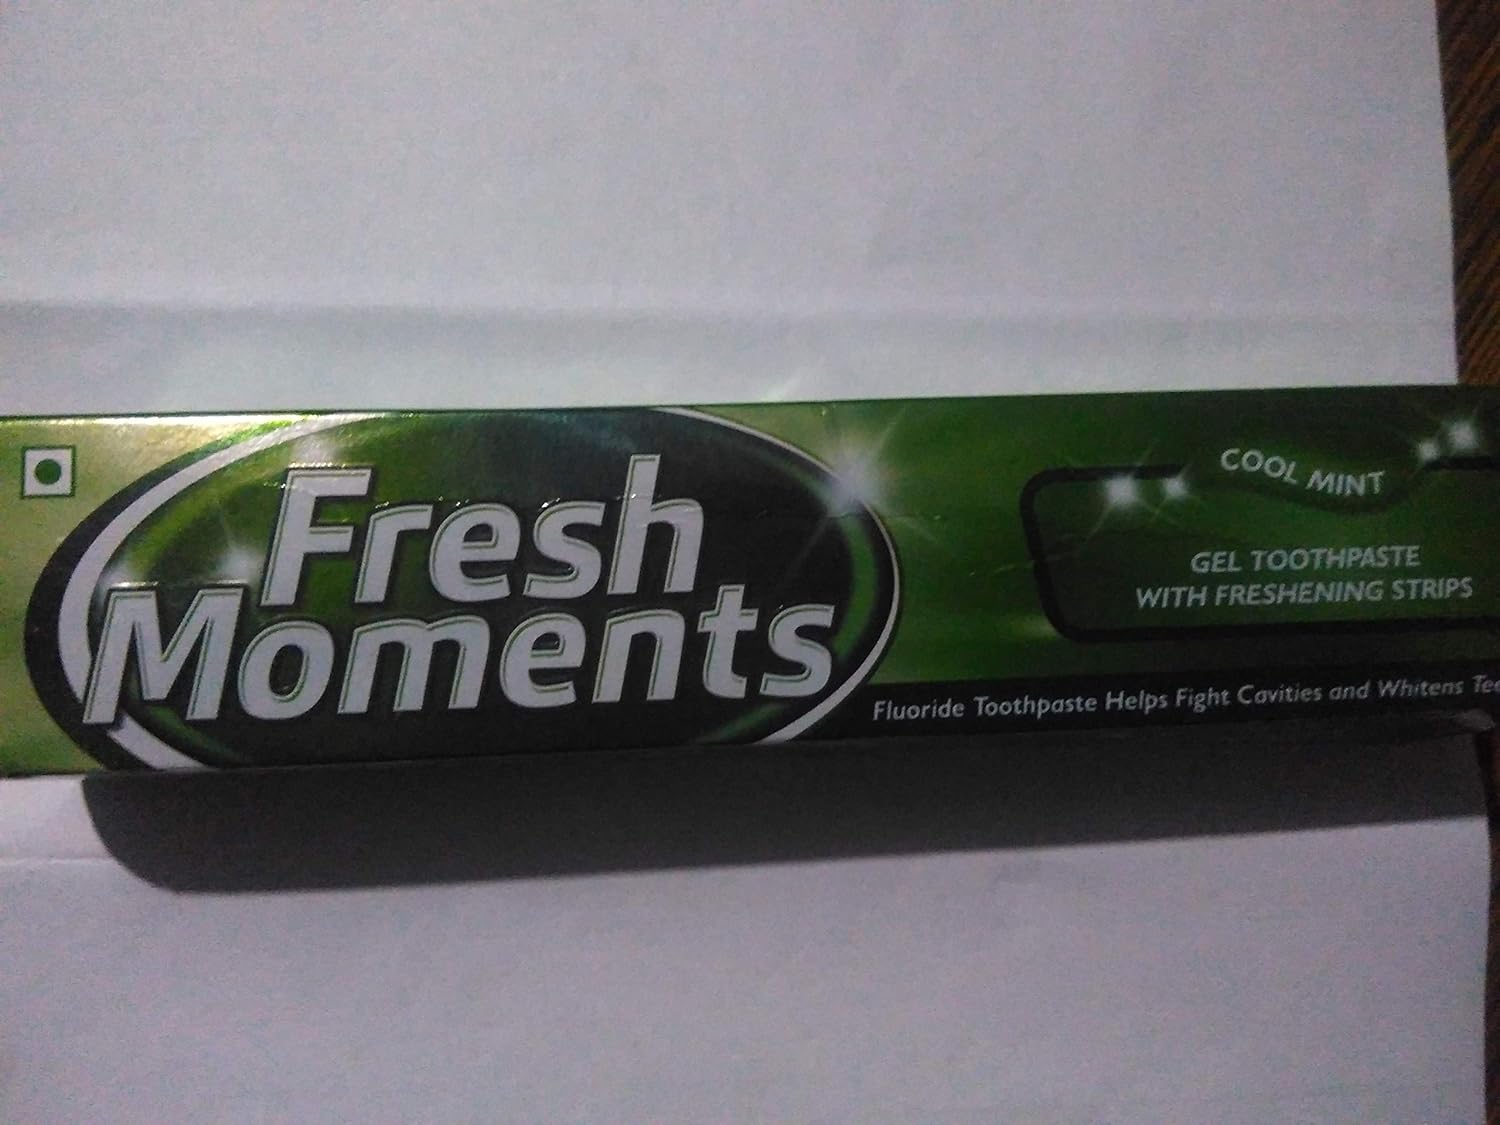 Fresh
Moments
COOL MINT
GEL TOOTHPASTE
WITH FRESHENING STRIPS
Fluoride Toothpaste Helps Fight Cavities and Whitens